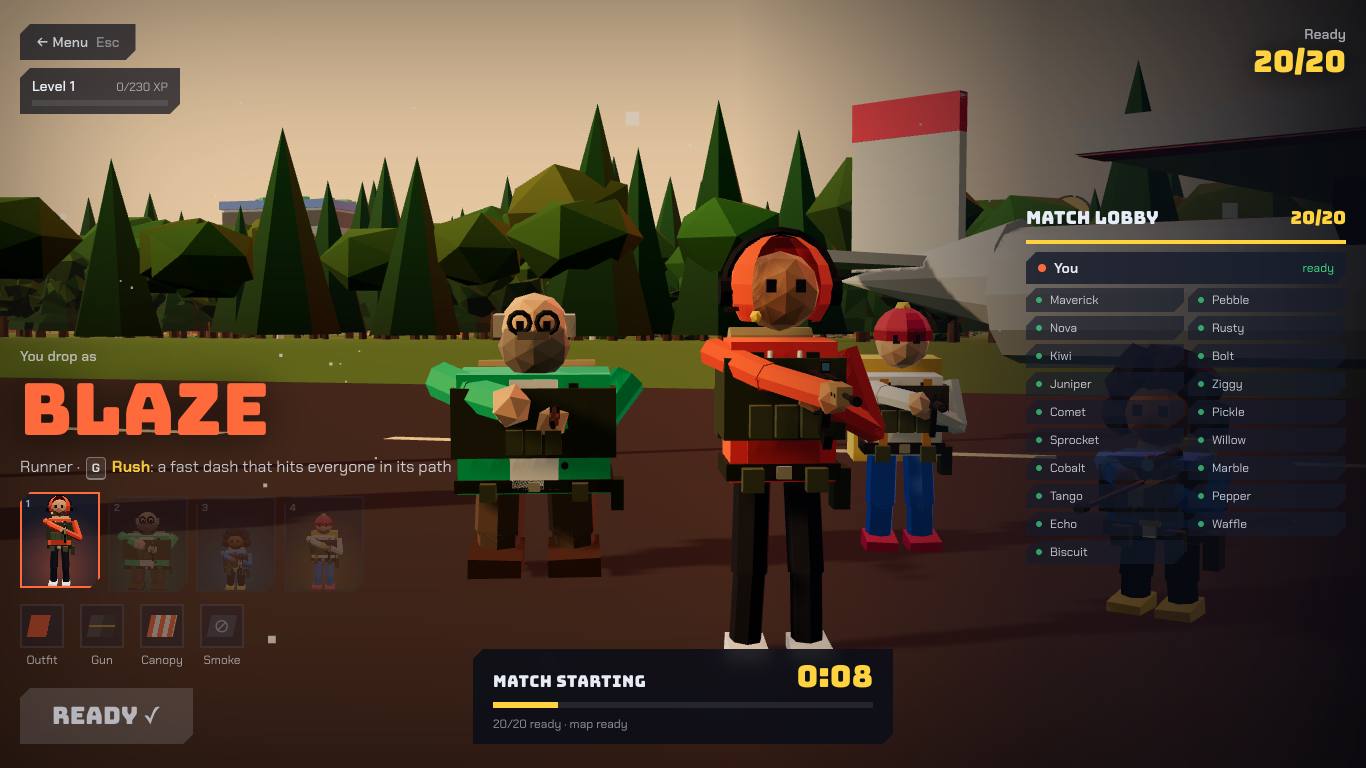 ← Menu Esc
Level 1 0/230 XP
Ready
20/20
MATCH LOBBY 20/20
You ready
Maverick Pebble
Nova Rusty
Kiwi Bolt
Juniper Ziggy
Comet Pickle
Sprocket Willow
Cobalt Marble
Tango Pepper
Echo Waffle
Biscuit
You drop as
BLAZE
Runner · G Rush: a fast dash that hits everyone in its path
1 2 3 4
Outfit Gun Canopy Smoke
READY ✓
MATCH STARTING 0:08
20/20 ready · map ready